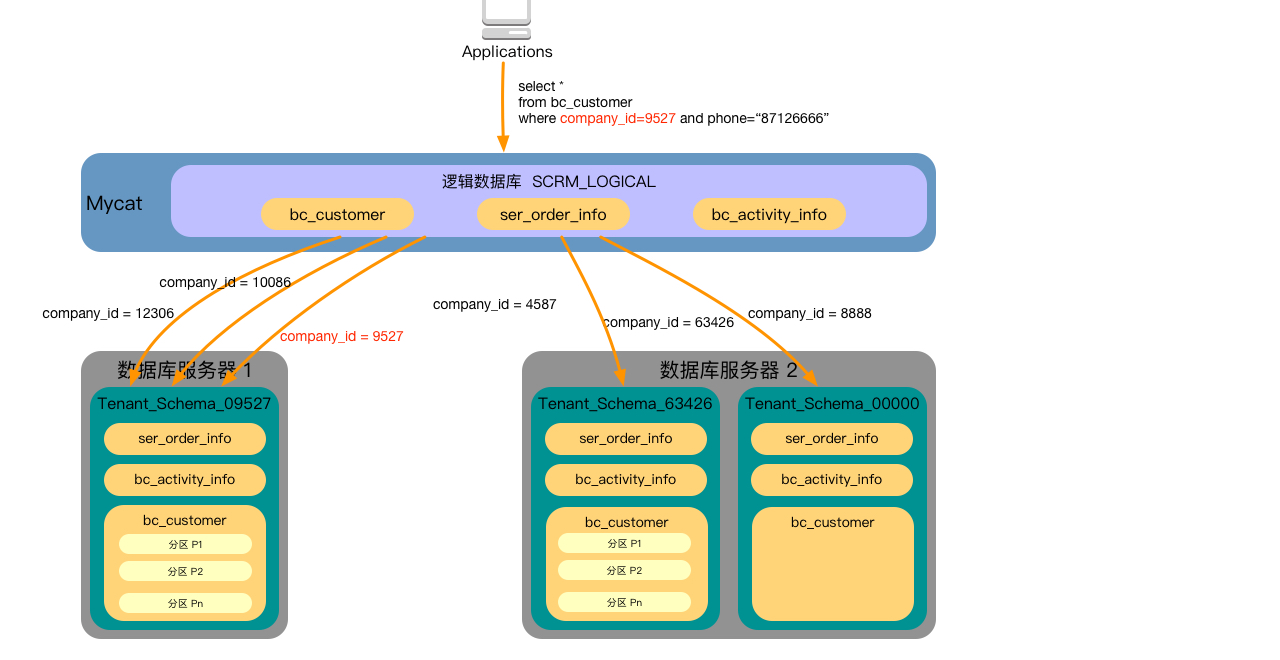 Applications
select *
from bc_customer
where company_id=9527 and phone=“87126666”
Mycat
逻辑数据库 SCRM_LOGICAL
bc_customer
ser_order_info
bc_activity_info
company_id = 10086
company_id = 12306
company_id = 9527
company_id = 4587
company_id = 63426
company_id = 8888
数据库服务器 1
Tenant_Schema_09527
ser_order_info
bc_activity_info
bc_customer
分区 P1
分区 P2
分区 Pn
数据库服务器 2
Tenant_Schema_63426
ser_order_info
bc_activity_info
bc_customer
分区 P1
分区 P2
分区 Pn
Tenant_Schema_00000
ser_order_info
bc_activity_info
bc_customer